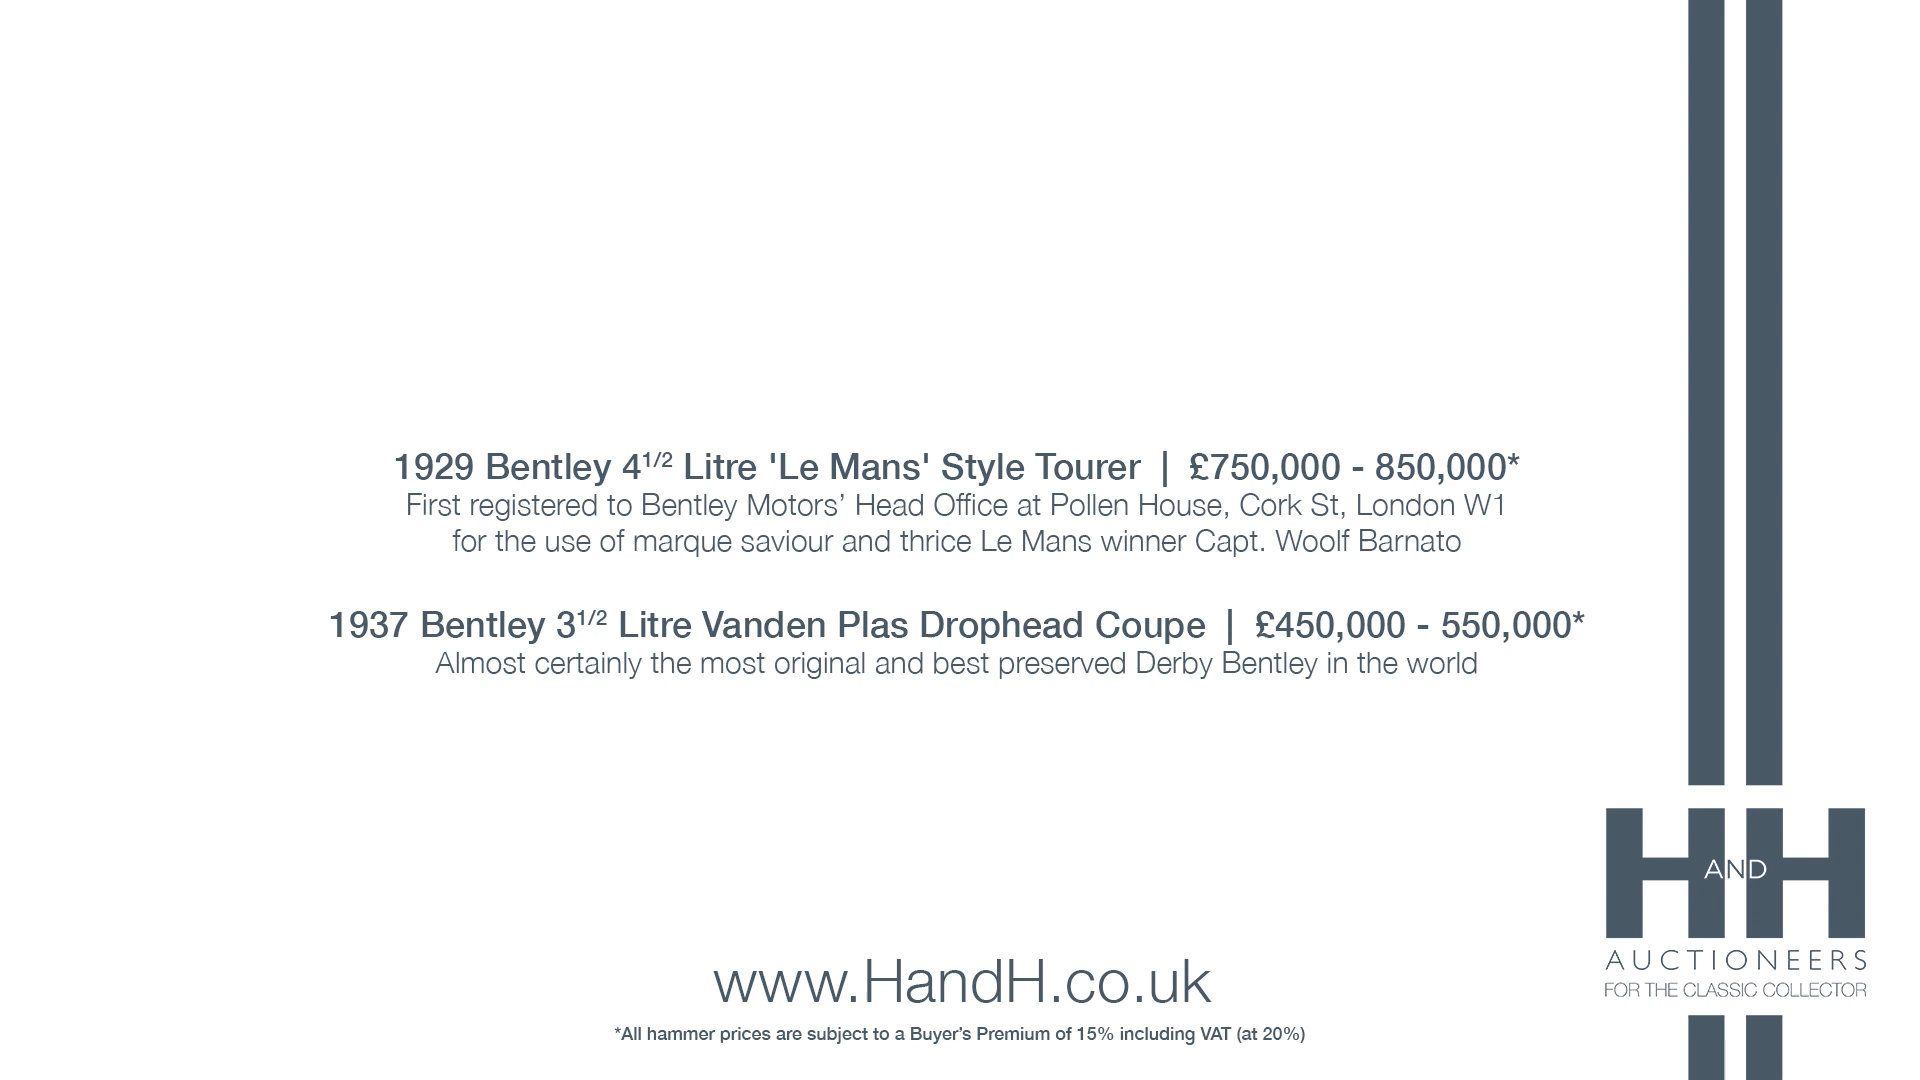 1929 Bentley 4 1/2 Litre 'Le Mans' Style Tourer | £750,000 - 850,000*
First registered to Bentley Motors’ Head Office at Pollen House, Cork St, London W1
for the use of marque saviour and thrice Le Mans winner Capt. Woolf Barnato
1937 Bentley 3 1/2 Litre Vanden Plas Drophead Coupe | £450,000 - 550,000*
Almost certainly the most original and best preserved Derby Bentley in the world
H AND H
AUCTIONEERS
FOR THE CLASSIC COLLECTOR
www.HandH.co.uk
*All hammer prices are subject to a Buyer’s Premium of 15% including VAT (at 20%)